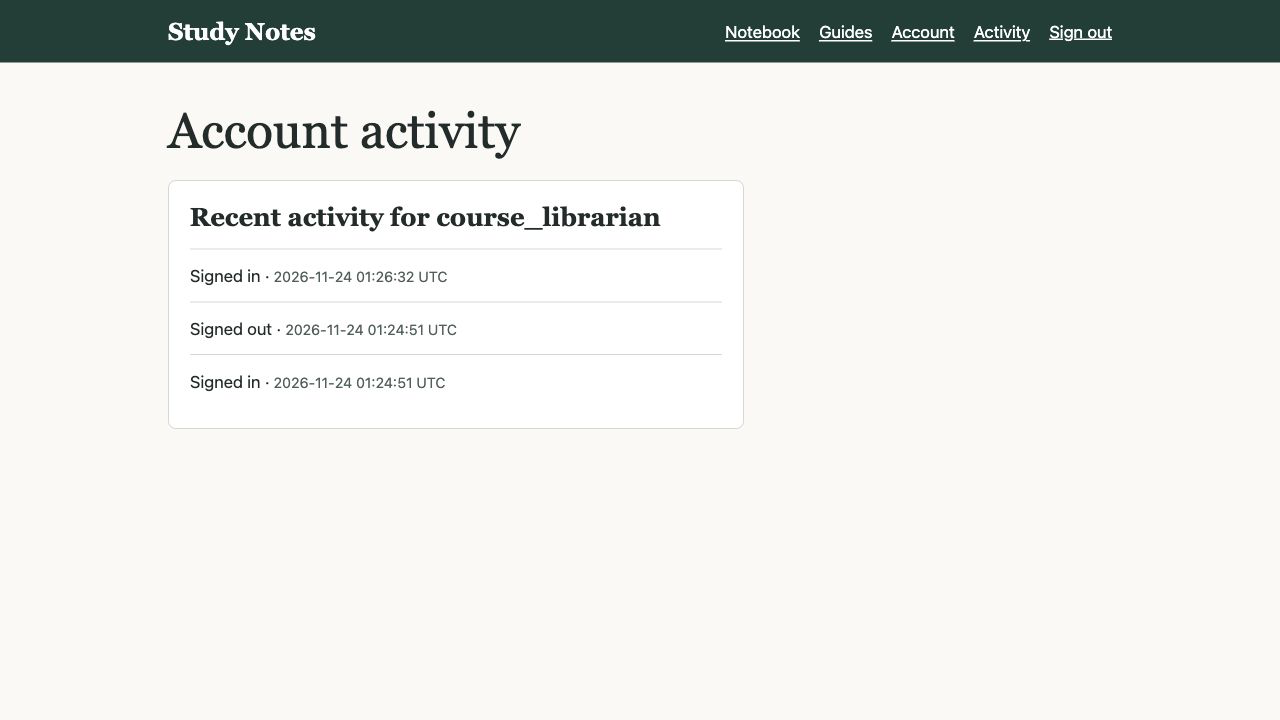 Study Notes
Notebook Guides Account Activity Sign out
Account activity
Recent activity for course_librarian
Signed in · 2026-11-24 01:26:32 UTC
Signed out · 2026-11-24 01:24:51 UTC
Signed in · 2026-11-24 01:24:51 UTC